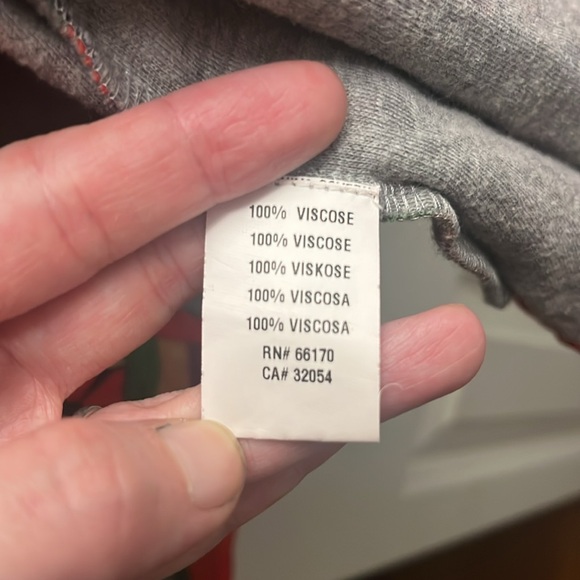 100% VISCOSE
100% VISCOSE
100% VISKOSE
100% VISCOSA
100% VISCOSA
RN# 66170
CA# 32054